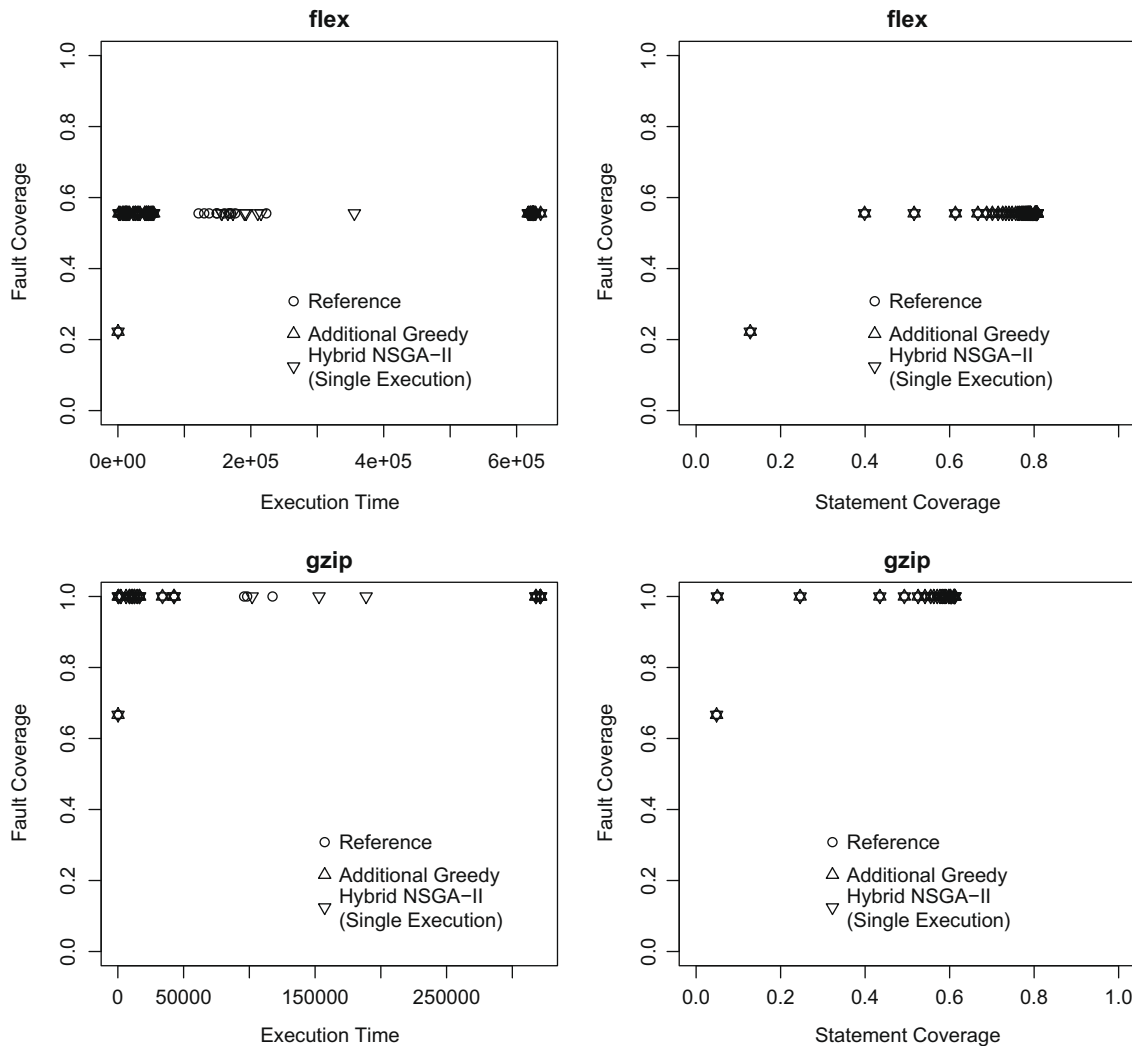 flex
1.0
0.8
0.6
0.4
0.2
0.0
Fault Coverage
Reference
Additional Greedy
Hybrid NSGA−II
(Single Execution)
0e+00 2e+05 4e+05 6e+05
Execution Time
flex
1.0
0.8
0.6
0.4
0.2
0.0
Fault Coverage
Reference
Additional Greedy
Hybrid NSGA−II
(Single Execution)
0.0 0.2 0.4 0.6 0.8
Statement Coverage
gzip
1.0
0.8
0.6
0.4
0.2
0.0
Fault Coverage
Reference
Additional Greedy
Hybrid NSGA−II
(Single Execution)
0 50000 150000 250000
Execution Time
gzip
1.0
0.8
0.6
0.4
0.2
0.0
Fault Coverage
Reference
Additional Greedy
Hybrid NSGA−II
(Single Execution)
0.0 0.2 0.4 0.6 0.8 1.0
Statement Coverage